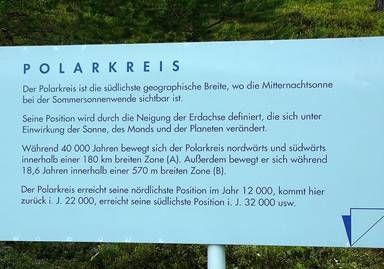 POLARKREIS
Der Polarkreis ist die südlichste geographische Breite, wo die Mitternachtsonne
bei der Sommersonnenwende sichtbar ist.
Seine Position wird durch die Neigung der Erdachse definiert, die sich unter
Einwirkung der Sonne, des Monds und der Planeten verändert.
Während 40 000 Jahren bewegt sich der Polarkreis nordwärts und südwärts
innerhalb einer 180 km breiten Zone (A). Außerdem bewegt er sich während
18,6 Jahren innerhalb einer 570 m breiten Zone (B).
Der Polarkreis erreicht seine nördlichste Position im Jahr 12 000, kommt hier
zurück i. J. 22 000, erreicht seine südlichste Position i. J. 32 000 usw.